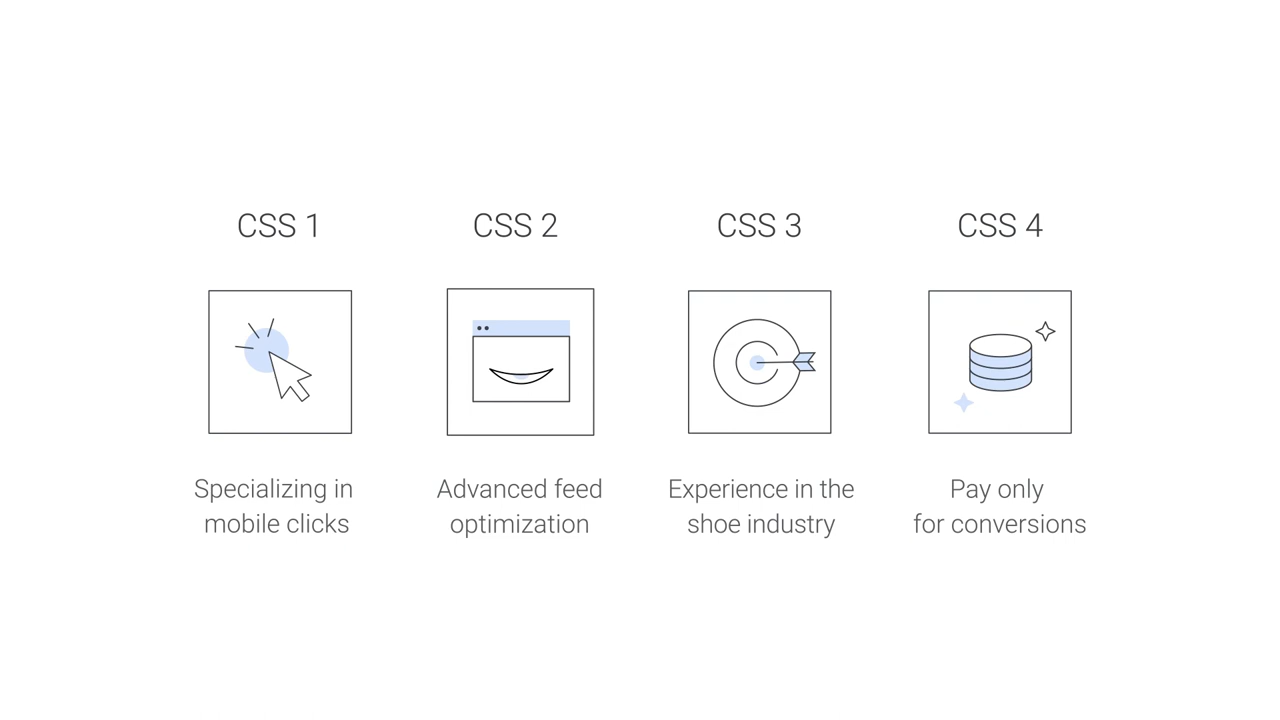 CSS 1
CSS 2
CSS 3
CSS 4
Specializing in
mobile clicks
Advanced feed
optimization
Experience in the
shoe industry
Pay only
for conversions